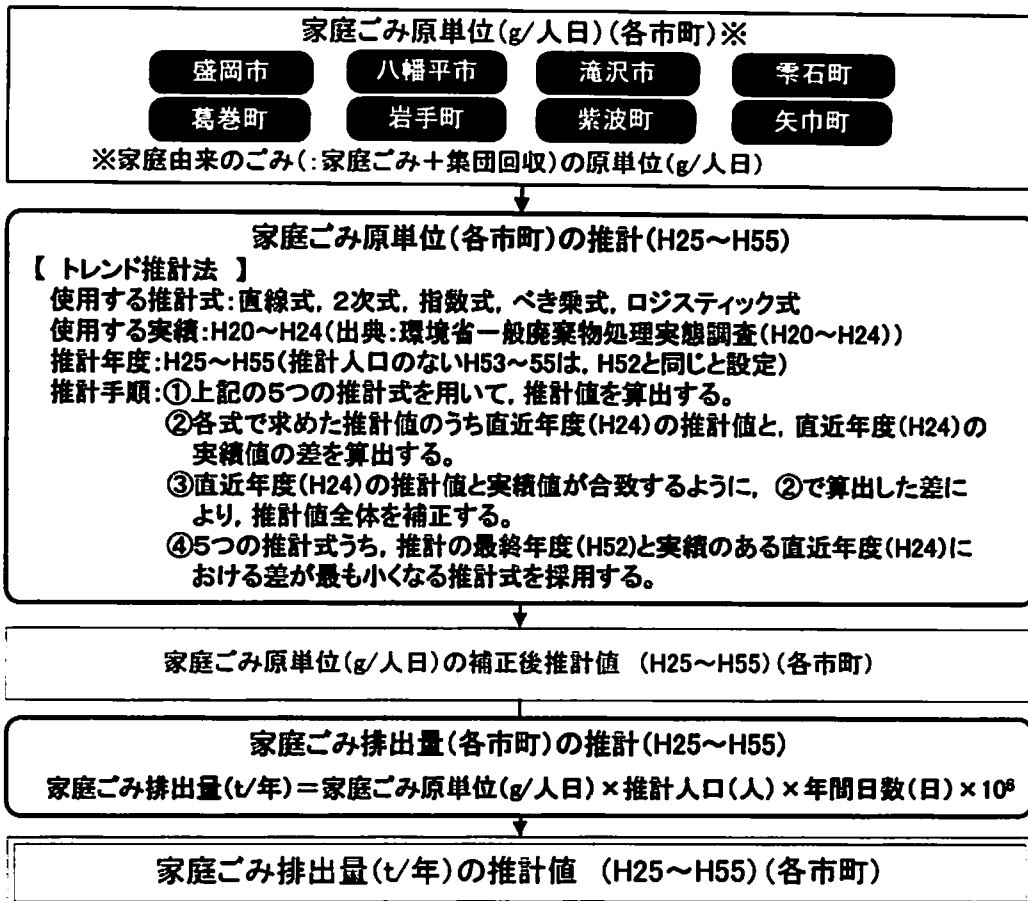 家庭ごみ原単位(g/人日)(各市町)※
盛岡市 八幡平市 滝沢市 雫石町
葛巻町 岩手町 紫波町 矢巾町
※家庭由来のごみ(:家庭ごみ+集団回収)の原単位(g/人日)
家庭ごみ原単位(各市町)の推計(H25～H55)
【 トレンド推計法 】
使用する推計式:直線式, 2次式, 指数式, べき乗式, ロジスティック式
使用する実績:H20～H24(出典:環境省一般廃棄物処理実態調査(H20～H24))
推計年度:H25～H55(推計人口のないH53～55は, H52と同じと設定)
推計手順:①上記の5つの推計式を用いて, 推計値を算出する。
②各式で求めた推計値のうち直近年度(H24)の推計値と, 直近年度(H24)の
実績値の差を算出する。
③直近年度(H24)の推計値と実績値が合致するように, ②で算出した差に
より, 推計値全体を補正する。
④5つの推計式うち, 推計の最終年度(H52)と実績のある直近年度(H24)に
おける差が最も小くなる推計式を採用する。
家庭ごみ原単位(g/人日)の補正後推計値 (H25～H55)(各市町)
家庭ごみ排出量(各市町)の推計(H25～H55)
家庭ごみ排出量(t/年)=家庭ごみ原単位(g/人日)×推計人口(人)×年間日数(日)×10⁶
家庭ごみ排出量(t/年)の推計値 (H25～H55)(各市町)